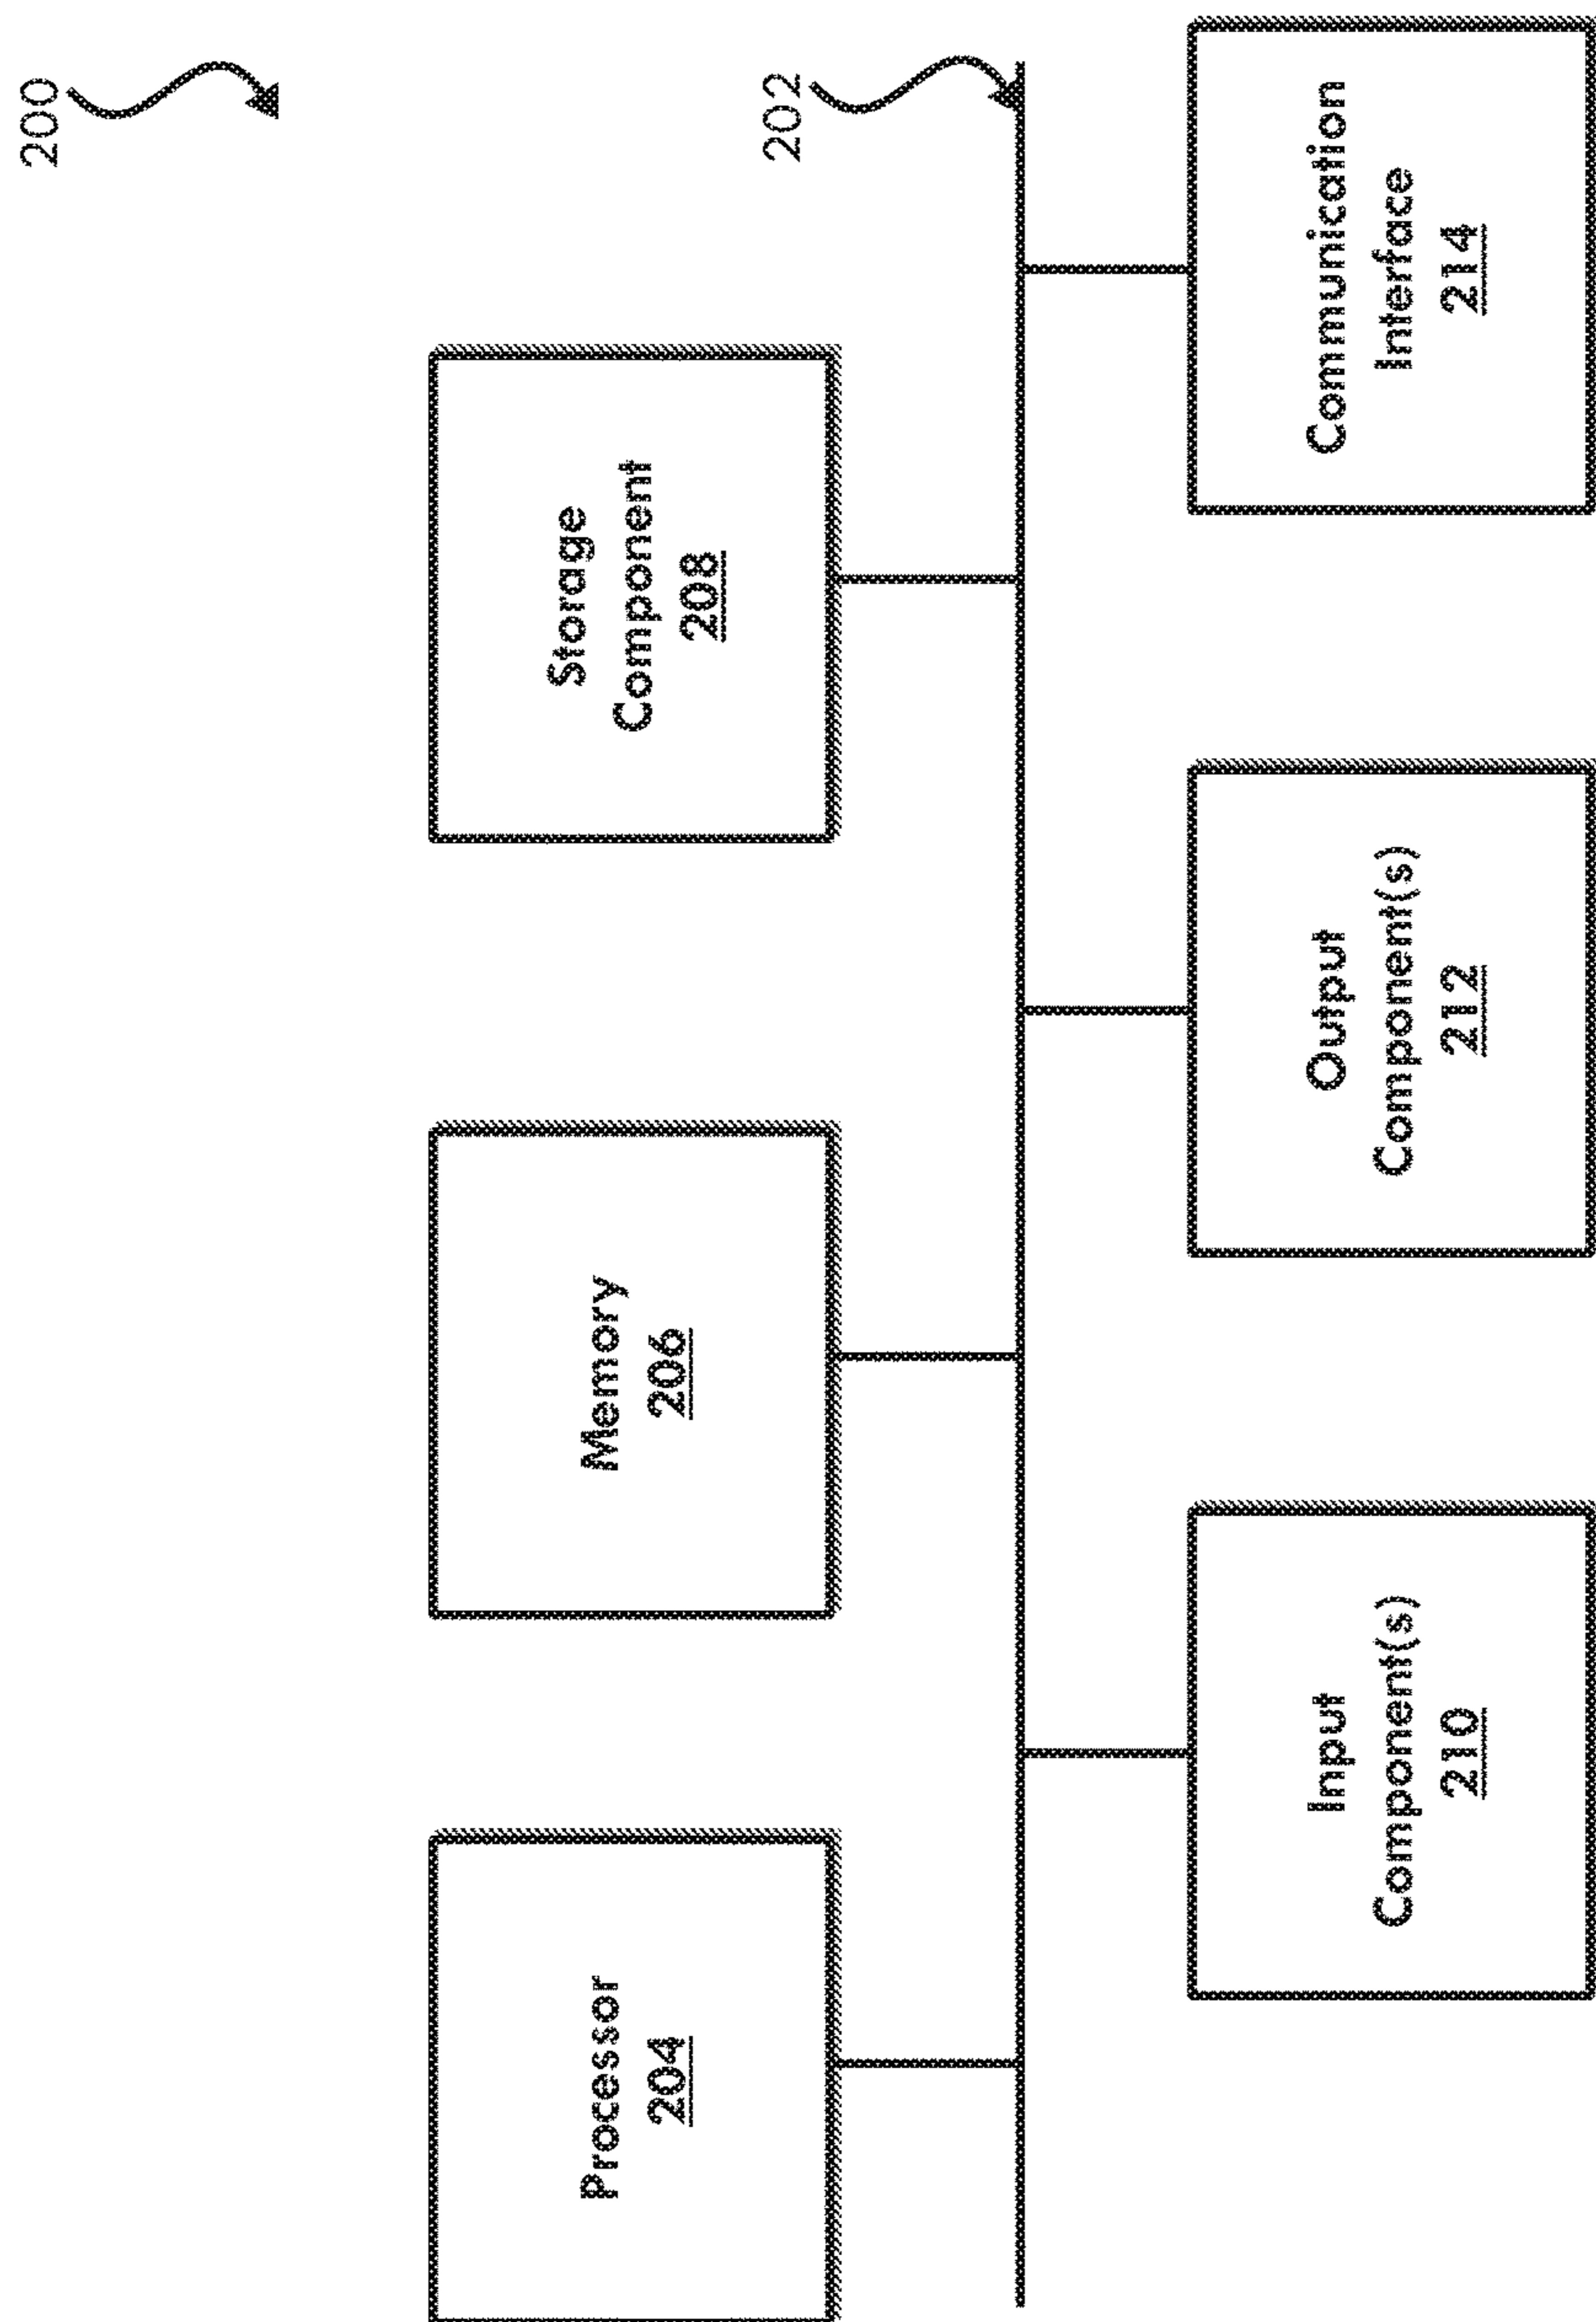 200
Processor
204
Memory
206
Storage
Component
208
202
Input
Component(s)
210
Output
Component(s)
212
Communication
Interface
214